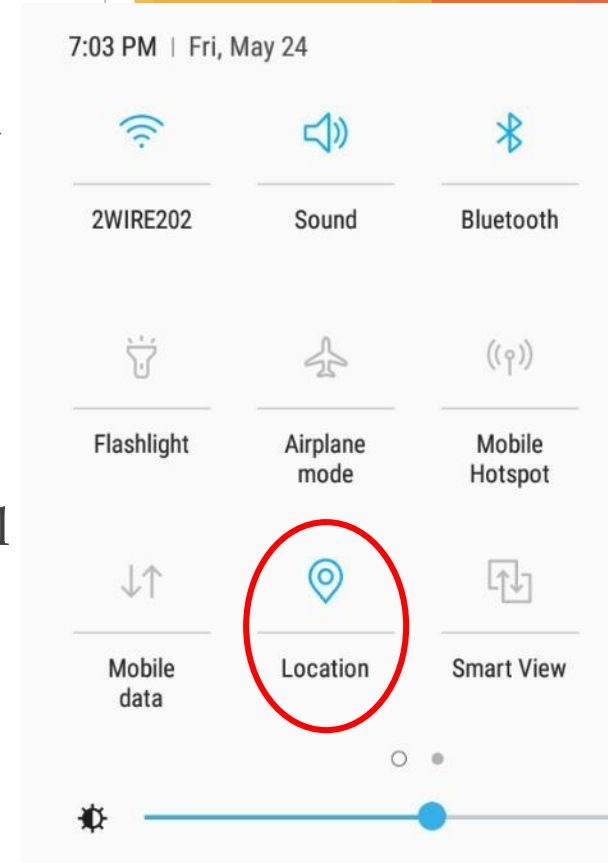 7:03 PM | Fri, May 24
2WIRE202 Sound Bluetooth
Flashlight Airplane mode Mobile Hotspot
Mobile data Location Smart View